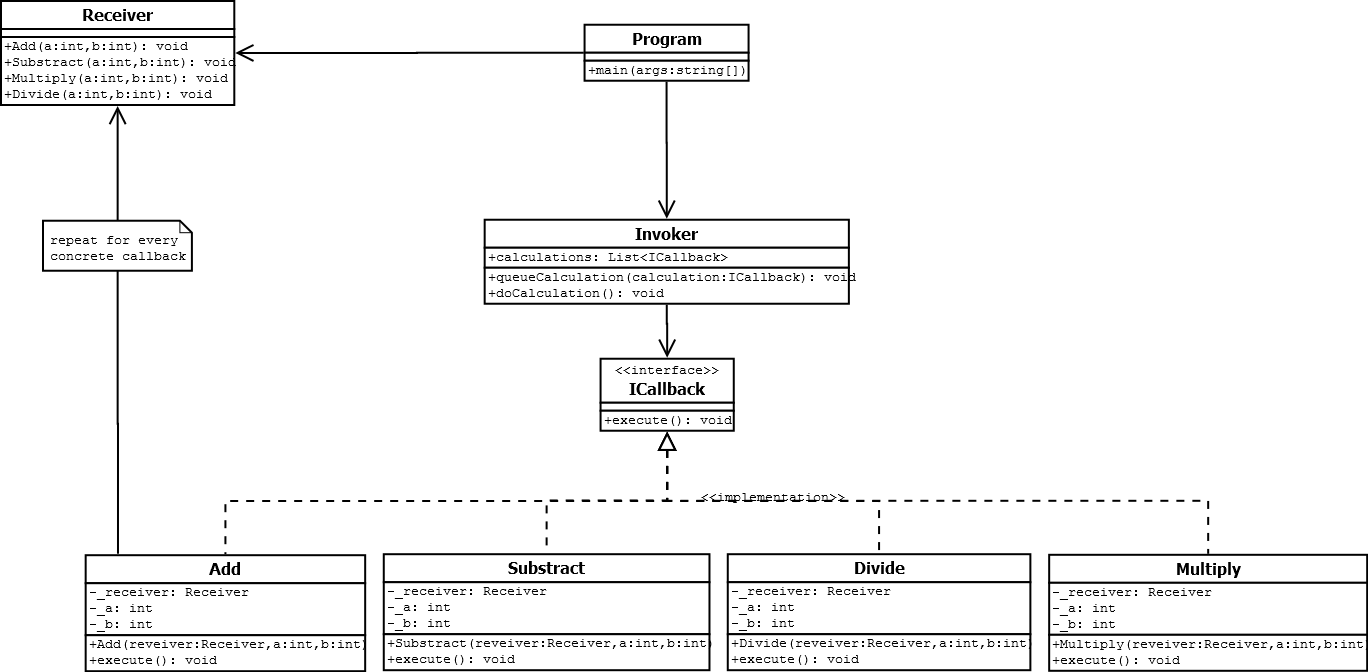 Receiver
+Add(a:int,b:int): void
+Substract(a:int,b:int): void
+Multiply(a:int,b:int): void
+Divide(a:int,b:int): void
Program
+main(args:string[])
repeat for every
concrete callback
Invoker
+calculations: List<ICallback>
+queueCalculation(calculation:ICallback): void
+doCalculation(): void
<<interface>>
ICallback
+execute(): void
<<implementation>>
Add
-_receiver: Receiver
-_a: int
-_b: int
+Add(reveiver:Receiver,a:int,b:int)
+execute(): void
Substract
-_receiver: Receiver
-_a: int
-_b: int
+Substract(reveiver:Receiver,a:int,b:int)
+execute(): void
Divide
-_receiver: Receiver
-_a: int
-_b: int
+Divide(reveiver:Receiver,a:int,b:int)
+execute(): void
Multiply
-_receiver: Receiver
-_a: int
-_b: int
+Multiply(reveiver:Receiver,a:int,b:int
+execute(): void